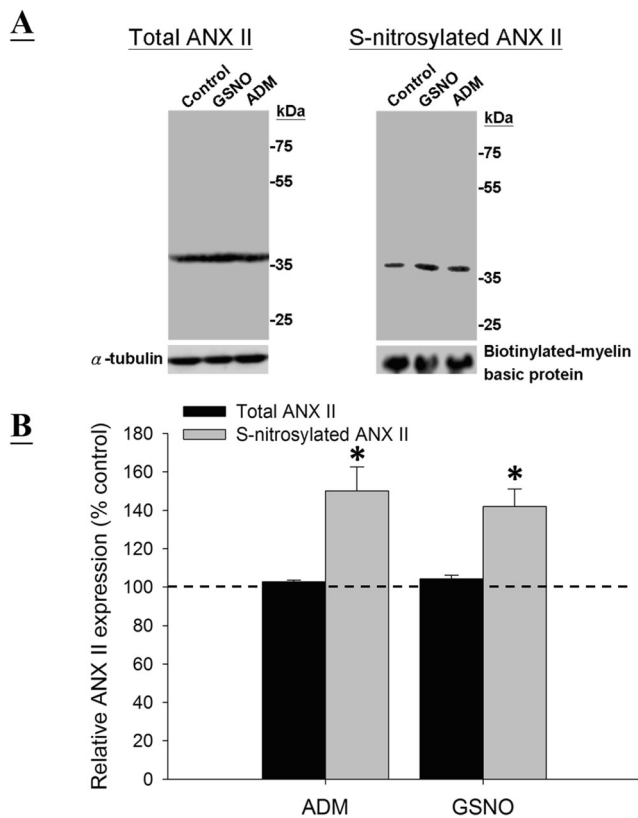 A
Total ANX II
S-nitrosylated ANX II
Control
GSNO
ADM
kDa
-75
-55
-35
-25
α-tubulin
Control
GSNO
ADM
kDa
-75
-55
-35
-25
Biotinylated-myelin
basic protein
B
Total ANX II
S-nitrosylated ANX II
Relative ANX II expression (% control)
180
160
140
120
100
80
60
40
20
0
*
*
ADM
GSNO